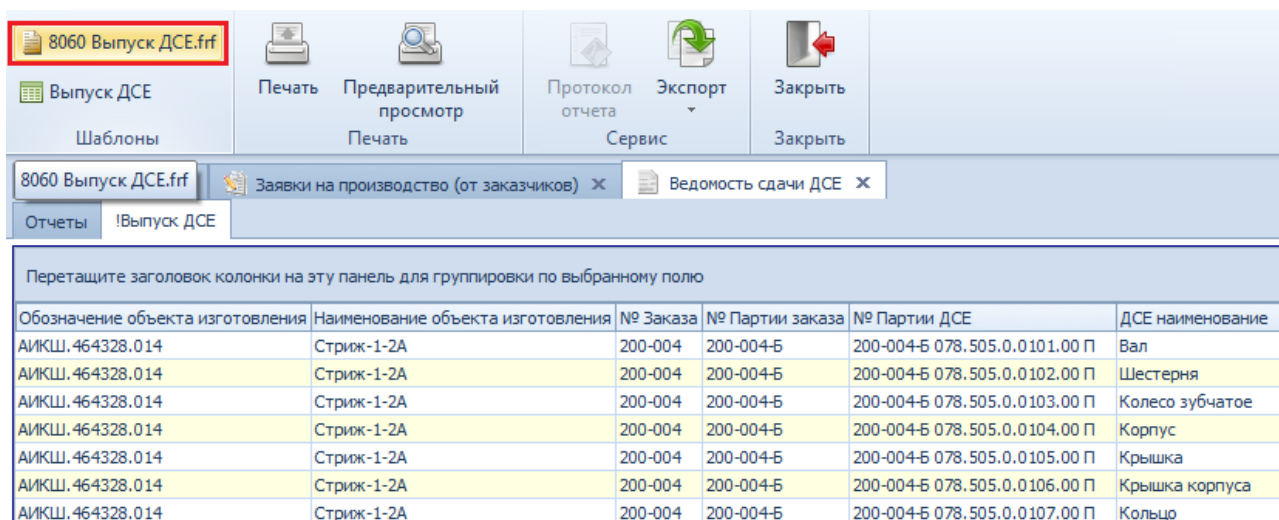 8060 Выпуск ДСЕ.frf
Выпуск ДСЕ
Шаблоны
Печать
Предварительный
просмотр
Печать
Протокол
отчета
Экспорт
Сервис
Закрыть
Закрыть
8060 Выпуск ДСЕ.frf
Заявки на производство (от заказчиков)
Ведомость сдачи ДСЕ
Отчеты !Выпуск ДСЕ
Перетащите заголовок колонки на эту панель для группировки по выбранному полю
Обозначение объекта изготовления Наименование объекта изготовления № Заказа № Партии заказа № Партии ДСЕ ДСЕ наименование
АИКШ.464328.014 Стриж-1-2А 200-004 200-004-Б 200-004-Б 078.505.0.0101.00 П Вал
АИКШ.464328.014 Стриж-1-2А 200-004 200-004-Б 200-004-Б 078.505.0.0102.00 П Шестерня
АИКШ.464328.014 Стриж-1-2А 200-004 200-004-Б 200-004-Б 078.505.0.0103.00 П Колесо зубчатое
АИКШ.464328.014 Стриж-1-2А 200-004 200-004-Б 200-004-Б 078.505.0.0104.00 П Корпус
АИКШ.464328.014 Стриж-1-2А 200-004 200-004-Б 200-004-Б 078.505.0.0105.00 П Крышка
АИКШ.464328.014 Стриж-1-2А 200-004 200-004-Б 200-004-Б 078.505.0.0106.00 П Крышка корпуса
АИКШ.464328.014 Стриж-1-2А 200-004 200-004-Б 200-004-Б 078.505.0.0107.00 П Кольцо